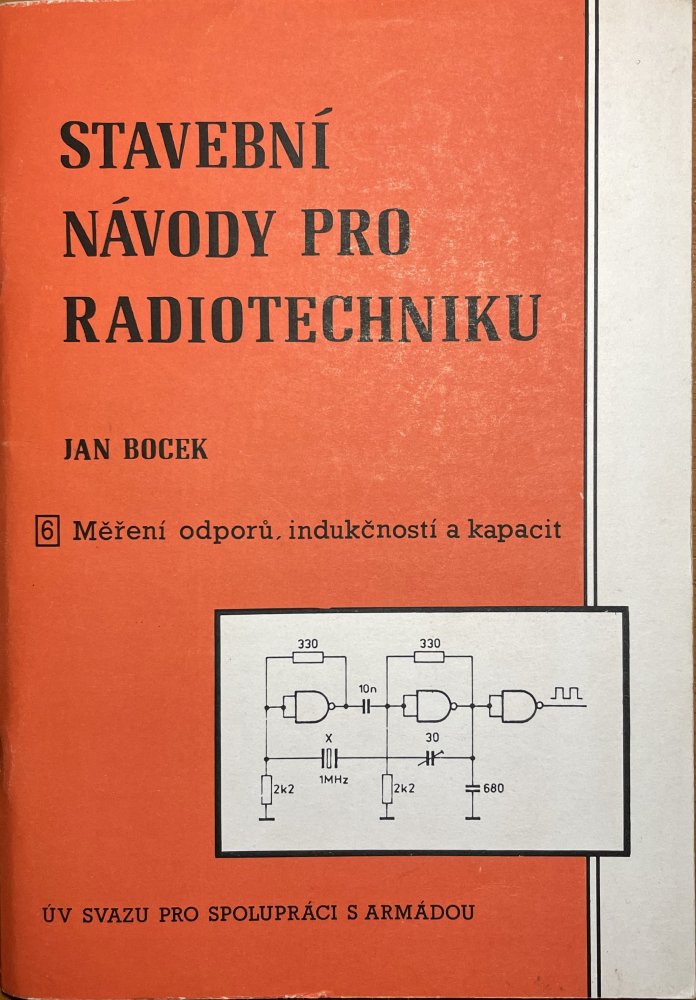 STAVEBNÍ
NÁVODY PRO
RADIOTECHNIKU
JAN BOCEK
6 Měření odporů, indukčností a kapacit
330 330
10n
X 30
1MHz
2k2 2k2 680
ÚV SVAZU PRO SPOLUPRÁCI S ARMÁDOU